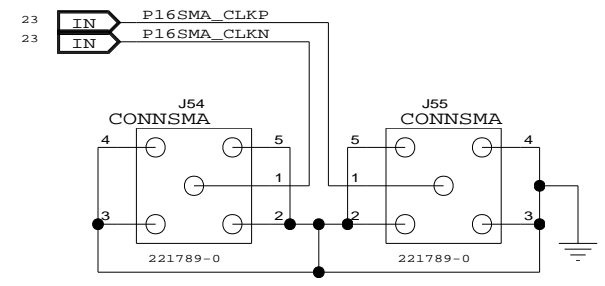 23 IN P16SMA_CLKP
23 IN P16SMA_CLKN
J54 J55
CONNSMA CONNSMA
4 5 5 4
1 1
3 2 2 3
221789-0 221789-0